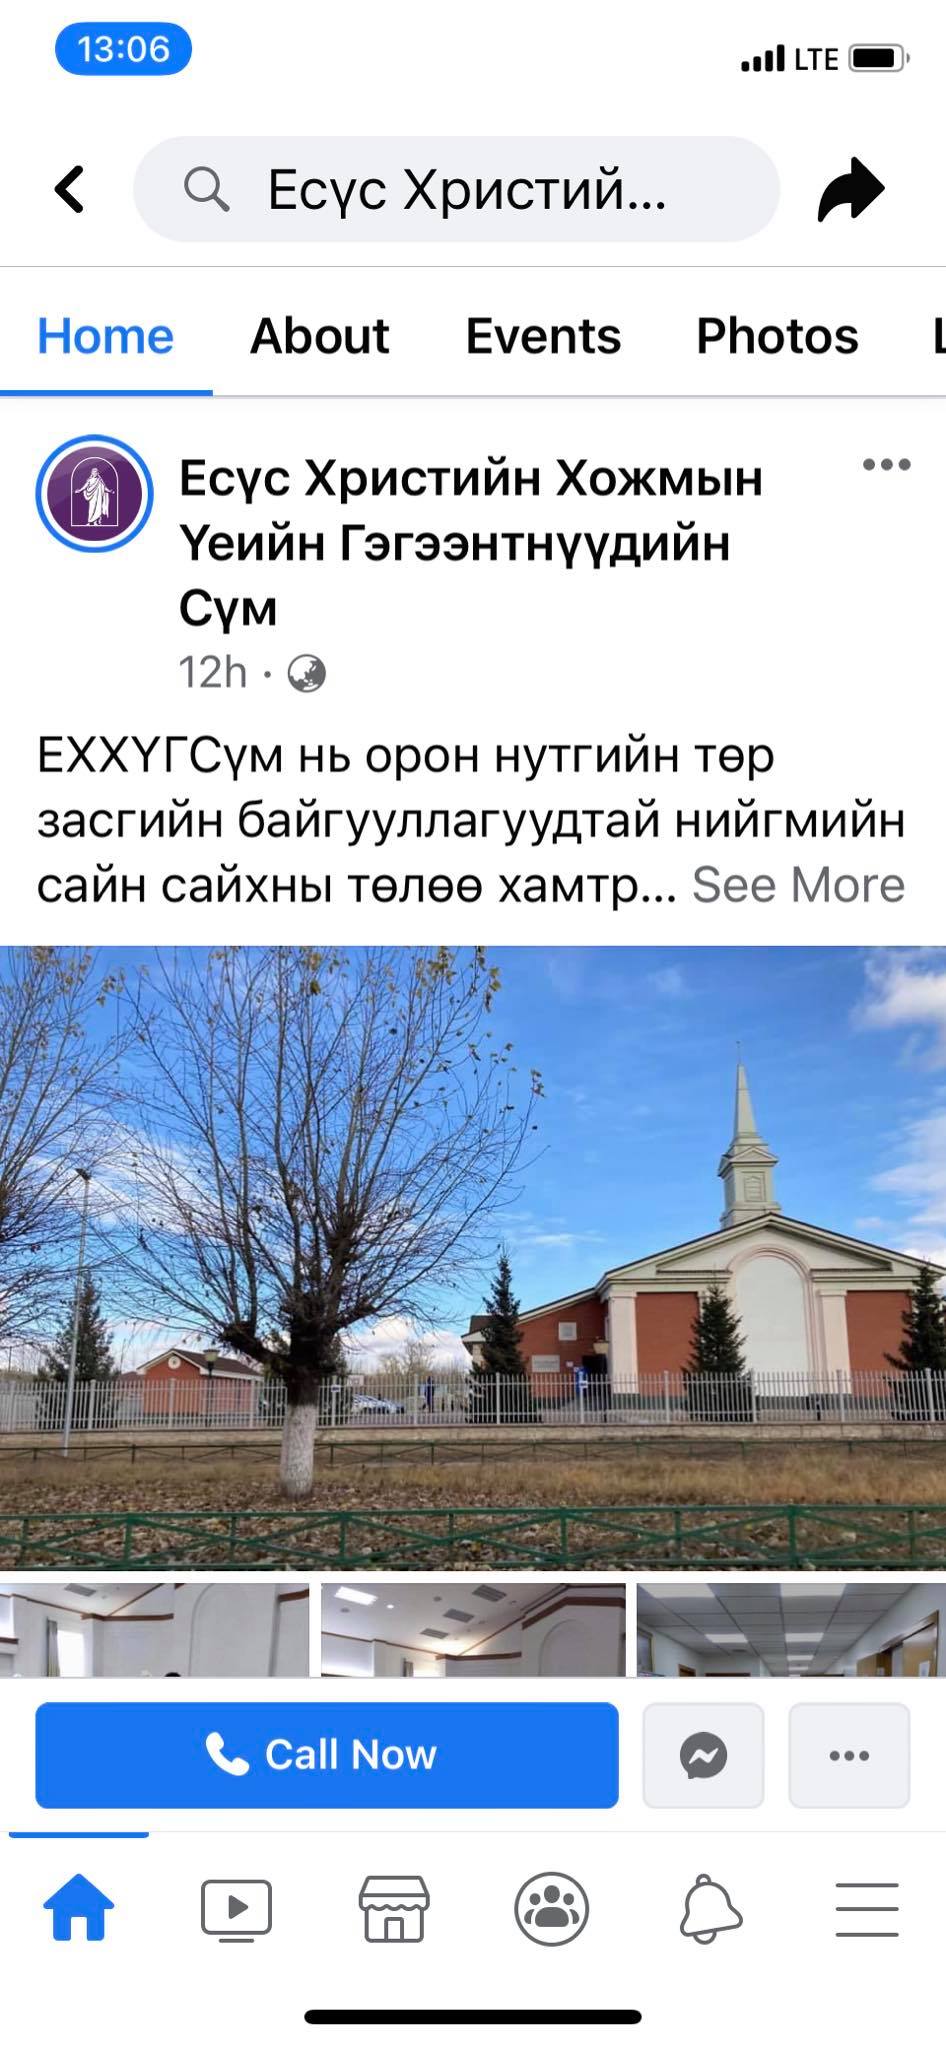 13:06
LTE
Есүс Христий...
Home About Events Photos L
Есүс Христийн Хожмын
Үеийн Гэгээнтнүүдийн
Сүм
12h ·
ЕХХҮГСүм нь орон нутгийн төр
засгийн байгууллагуудтай нийгмийн
сайн сайхны төлөө хамтр... See More
Call Now